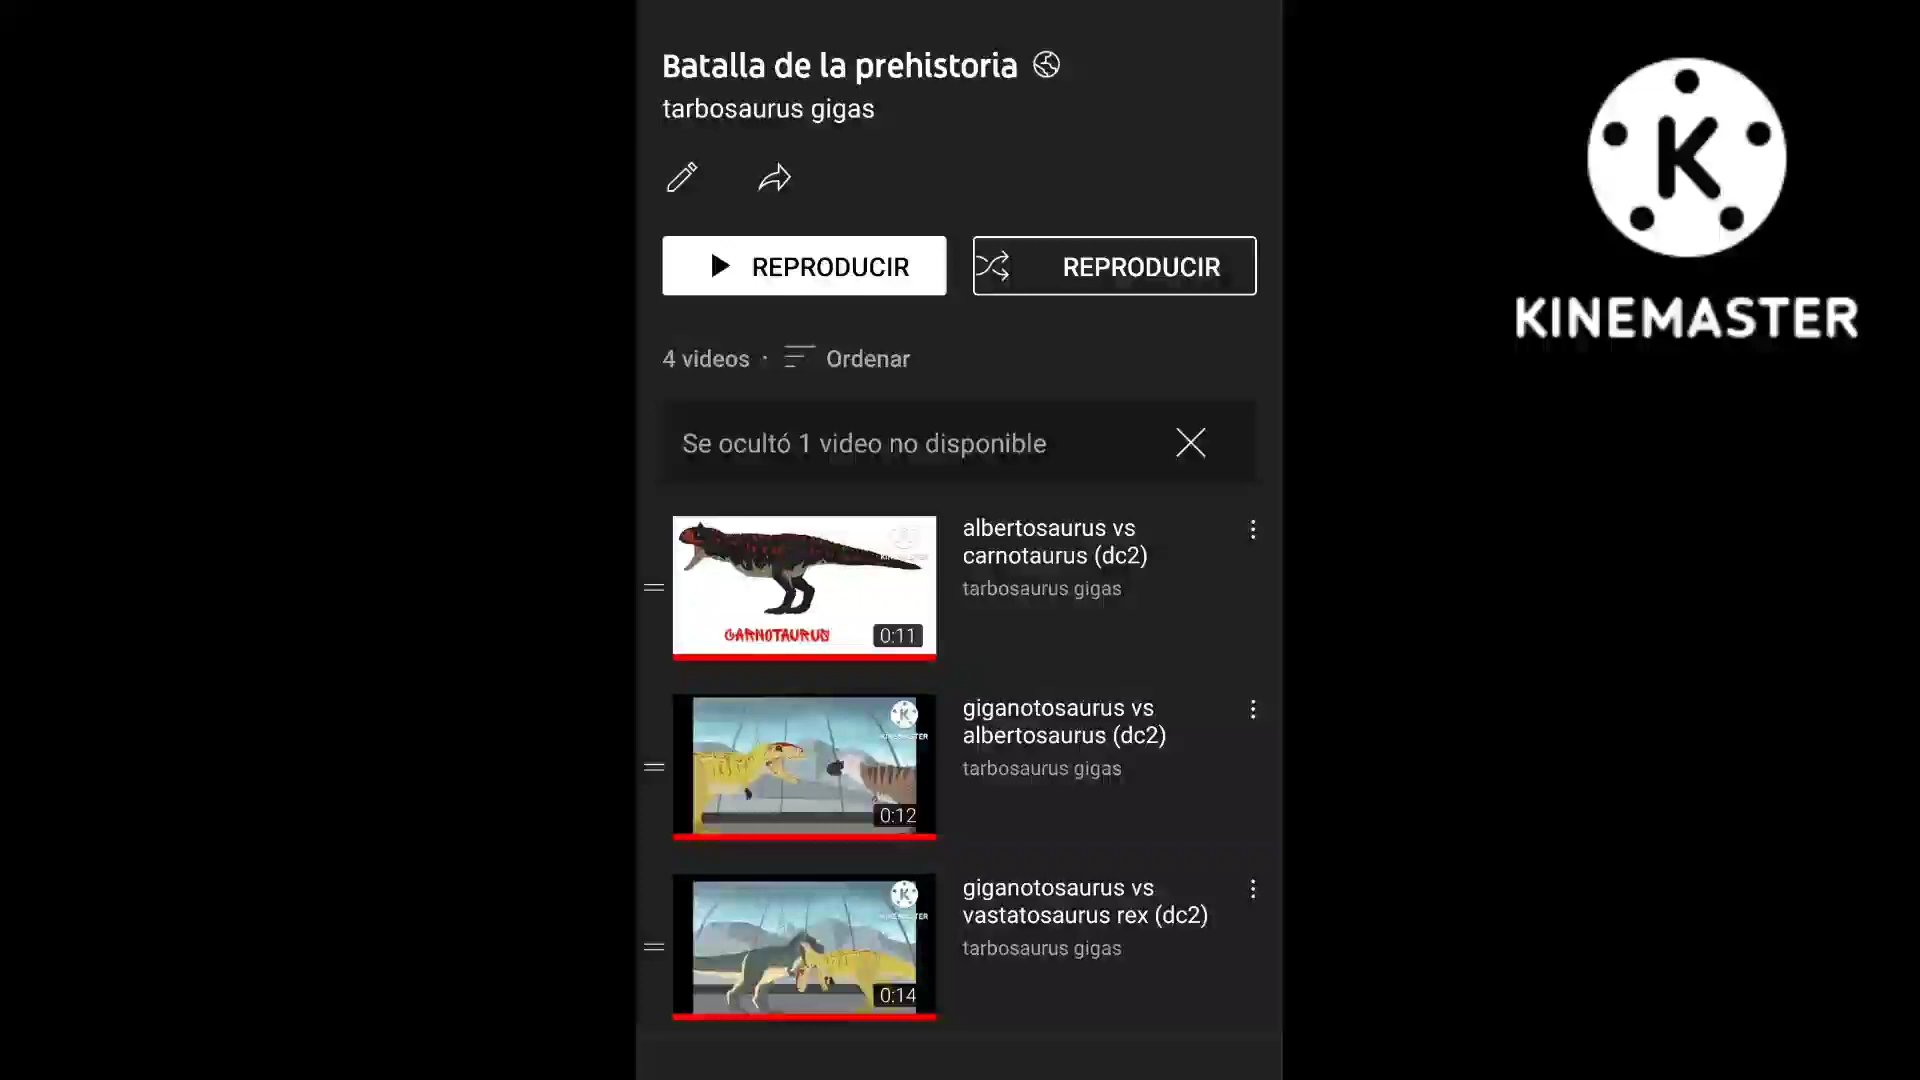 Batalla de la prehistoria
tarbosaurus gigas
REPRODUCIR
REPRODUCIR
4 videos · Ordenar
Se ocultó 1 video no disponible
albertosaurus vs
carnotaurus (dc2)
tarbosaurus gigas
CARNOTAURUS
0:11
giganotosaurus vs
albertosaurus (dc2)
tarbosaurus gigas
K
KINEMASTER
0:12
giganotosaurus vs
vastatosaurus rex (dc2)
tarbosaurus gigas
K
KINEMASTER
0:14
K
KINEMASTER